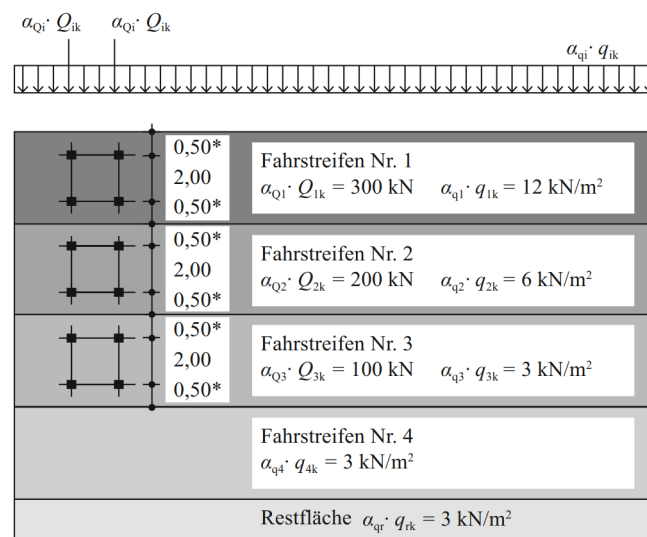 αQi· Qik αQi· Qik
αqi· qik
0,50*
2,00
0,50*
Fahrstreifen Nr. 1
αQ1· Q1k = 300 kN αq1· q1k = 12 kN/m²
0,50*
2,00
0,50*
Fahrstreifen Nr. 2
αQ2· Q2k = 200 kN αq2· q2k = 6 kN/m²
0,50*
2,00
0,50*
Fahrstreifen Nr. 3
αQ3· Q3k = 100 kN αq3· q3k = 3 kN/m²
Fahrstreifen Nr. 4
αq4· q4k = 3 kN/m²
Restfläche αqr· qrk = 3 kN/m²